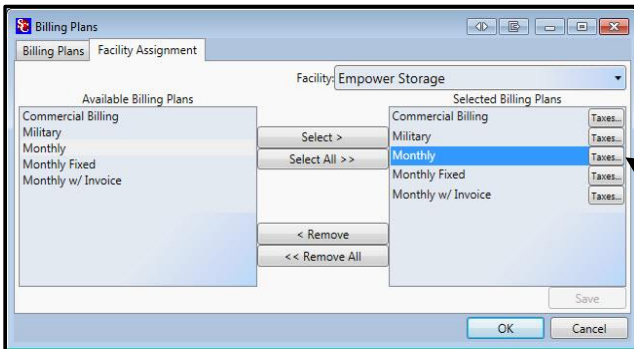 Billing Plans
Billing Plans Facility Assignment
Facility: Empower Storage
Available Billing Plans
Commercial Billing
Military
Monthly
Monthly Fixed
Monthly w/ Invoice
Select >
Select All >>
< Remove
<< Remove All
Selected Billing Plans
Commercial Billing Taxes...
Military Taxes...
Monthly Taxes...
Monthly Fixed Taxes...
Monthly w/ Invoice Taxes...
Save
OK Cancel